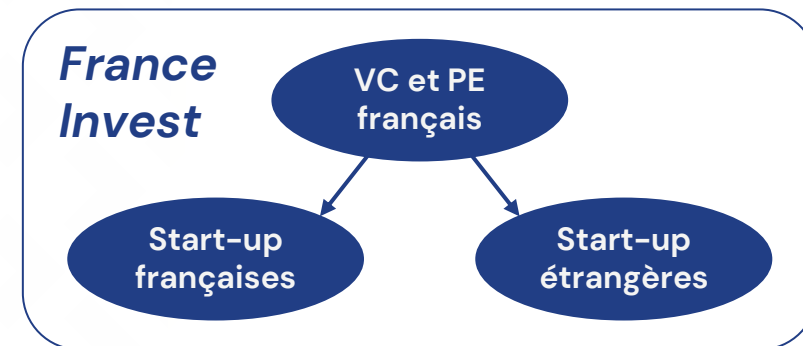 France
Invest
VC et PE
français
Start-up
françaises
Start-up
étrangères